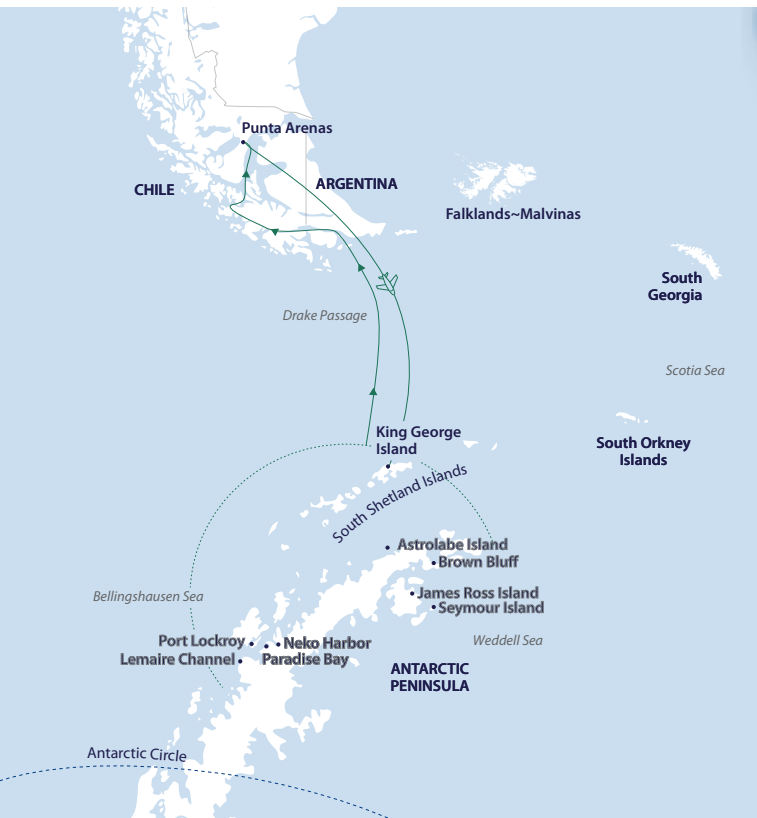 Punta Arenas
CHILE
ARGENTINA
Falklands~Malvinas
South
Georgia
Drake Passage
Scotia Sea
King George
Island
South Orkney
Islands
South Shetland Islands
Astrolabe Island
Brown Bluff
Bellingshausen Sea
James Ross Island
Seymour Island
Port Lockroy
Neko Harbor
Weddell Sea
Lemaire Channel
Paradise Bay
ANTARCTIC
PENINSULA
Antarctic Circle